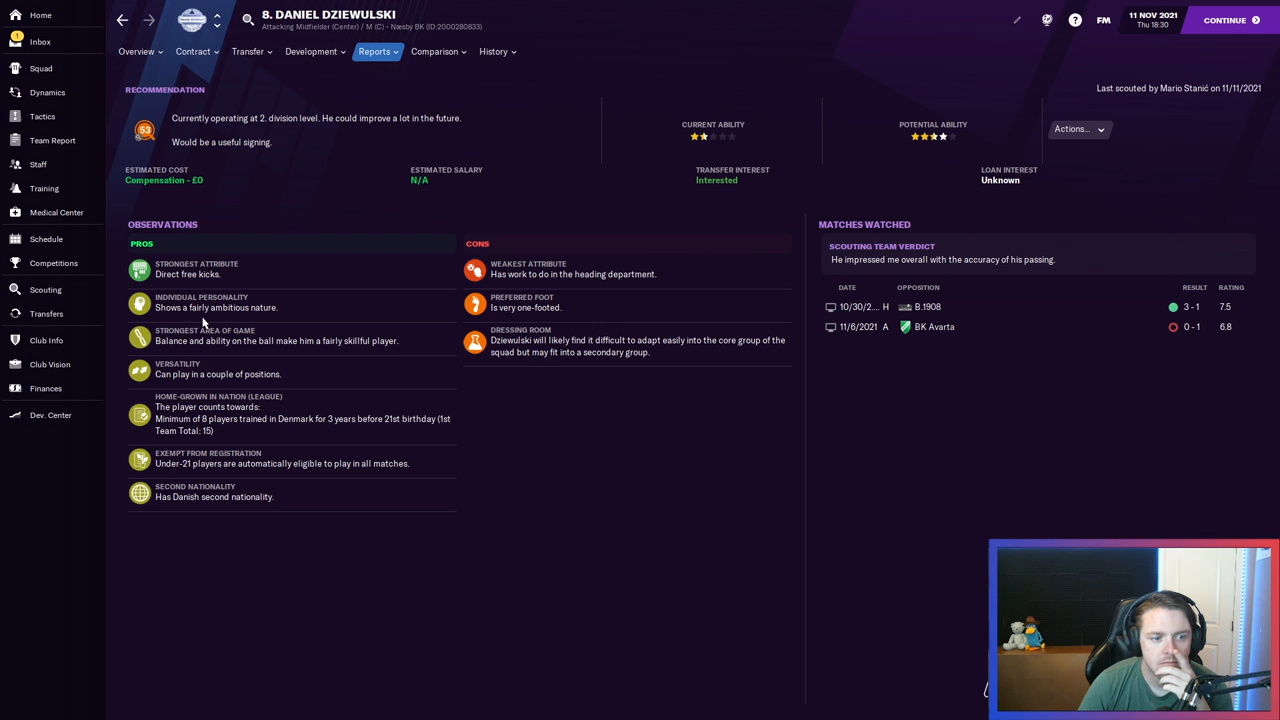 8. DANIEL DZIEWULSKI
Attacking Midfielder (Center) / M (C) - Næsby BK (ID:2000280833)
FM
11 NOV 2021
Thu 18:30
CONTINUE
Home
1
Inbox
Squad
Dynamics
Tactics
Team Report
Staff
Training
Medical Center
Schedule
Competitions
Scouting
Transfers
Club Info
Club Vision
Finances
Dev. Center
Overview
Contract
Transfer
Development
Reports
Comparison
History
RECOMMENDATION
Last scouted by Mario Stanić on 11/11/2021
53
Currently operating at 2. division level. He could improve a lot in the future.
Would be a useful signing.
CURRENT ABILITY
POTENTIAL ABILITY
Actions...
ESTIMATED COST
Compensation - £0
ESTIMATED SALARY
N/A
TRANSFER INTEREST
Interested
LOAN INTEREST
Unknown
OBSERVATIONS
PROS
STRONGEST ATTRIBUTE
Direct free kicks.
INDIVIDUAL PERSONALITY
Shows a fairly ambitious nature.
STRONGEST AREA OF GAME
Balance and ability on the ball make him a fairly skillful player.
VERSATILITY
Can play in a couple of positions.
HOME-GROWN IN NATION (LEAGUE)
The player counts towards:
Minimum of 8 players trained in Denmark for 3 years before 21st birthday (1st
Team Total: 15)
EXEMPT FROM REGISTRATION
Under-21 players are automatically eligible to play in all matches.
SECOND NATIONALITY
Has Danish second nationality.
CONS
WEAKEST ATTRIBUTE
Has work to do in the heading department.
PREFERRED FOOT
Is very one-footed.
DRESSING ROOM
Dziewulski will likely find it difficult to adapt easily into the core group of the
squad but may fit into a secondary group.
MATCHES WATCHED
SCOUTING TEAM VERDICT
He impressed me overall with the accuracy of his passing.
DATE OPPOSITION RESULT RATING
10/30/2... H B.1908 3 - 1 7.5
11/6/2021 A BK Avarta 0 - 1 6.8